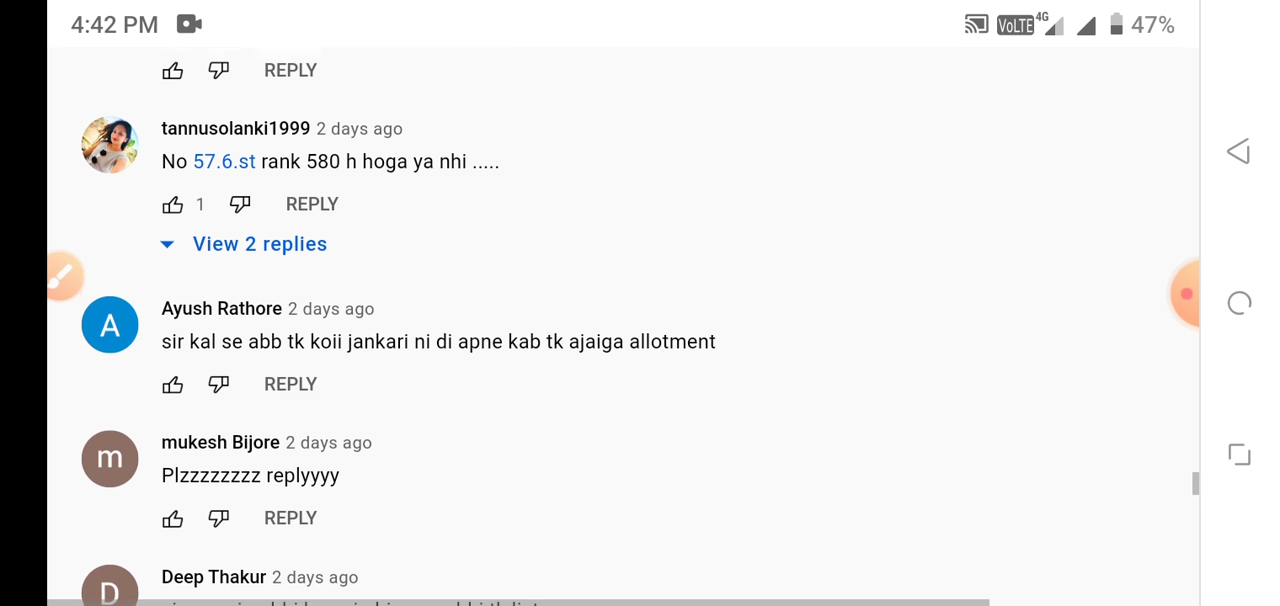 4:42 PM
VoLTE 4G 47%
REPLY
tannusolanki1999 2 days ago
No 57.6.st rank 580 h hoga ya nhi .....
1 REPLY
View 2 replies
A
Ayush Rathore 2 days ago
sir kal se abb tk koii jankari ni di apne kab tk ajaiga allotment
REPLY
m
mukesh Bijore 2 days ago
Plzzzzzzzz replyyyy
REPLY
D
Deep Thakur 2 days ago